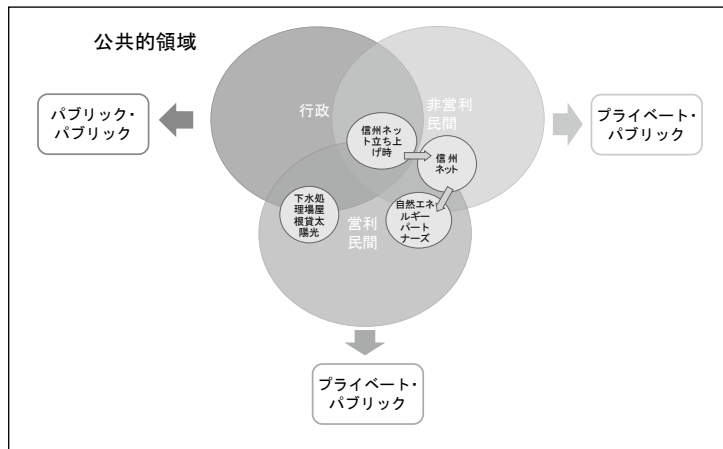 公共的領域
行政
非営利
民間
パブリック・
パブリック
プライベート・
パブリック
信州ネッ
ト立ち上
げ時
信州
ネット
下水処
理場屋
根貸太
陽光
営利
民間
自然エネ
ルギー
パート
ナーズ
プライベート・
パブリック